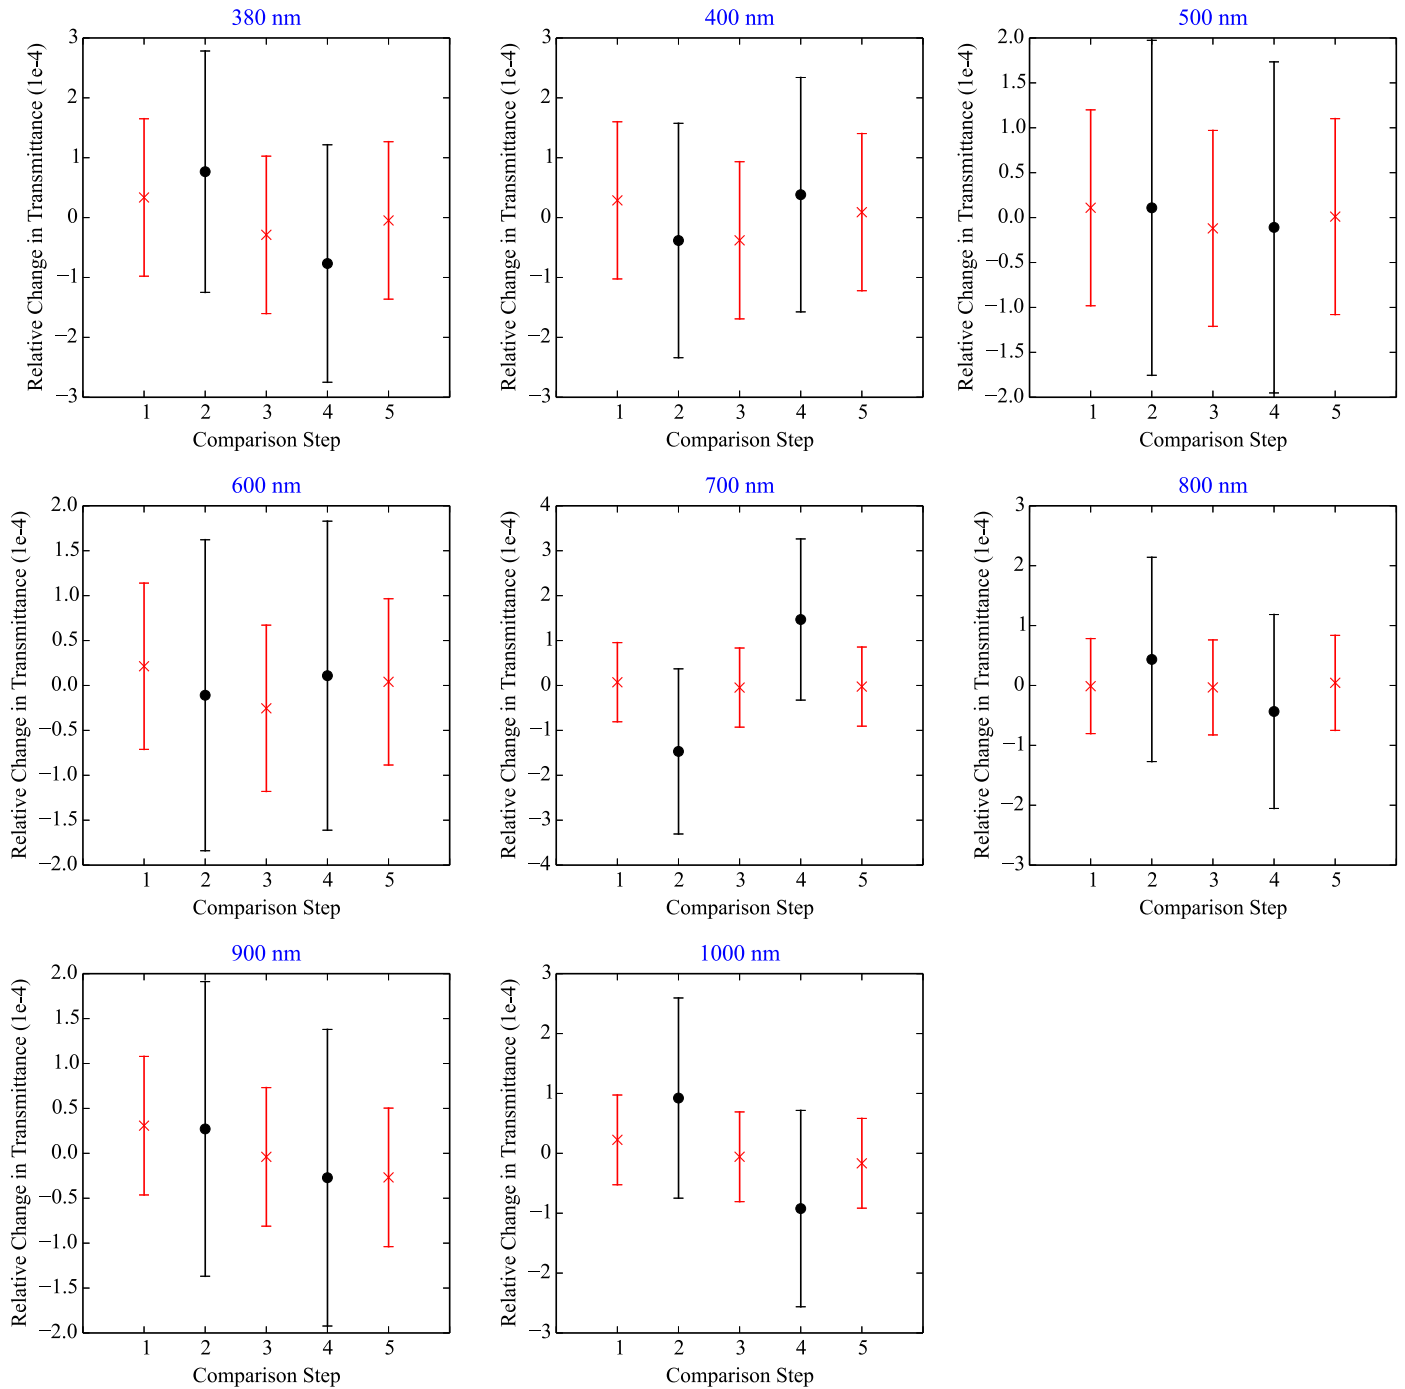 380 nm
Relative Change in Transmittance (1e-4)
3
2
1
0
−1
−2
−3
1 2 3 4 5
Comparison Step
400 nm
Relative Change in Transmittance (1e-4)
3
2
1
0
−1
−2
−3
1 2 3 4 5
Comparison Step
500 nm
Relative Change in Transmittance (1e-4)
2.0
1.5
1.0
0.5
0.0
−0.5
−1.0
−1.5
−2.0
1 2 3 4 5
Comparison Step
600 nm
Relative Change in Transmittance (1e-4)
2.0
1.5
1.0
0.5
0.0
−0.5
−1.0
−1.5
−2.0
1 2 3 4 5
Comparison Step
700 nm
Relative Change in Transmittance (1e-4)
4
3
2
1
0
−1
−2
−3
−4
1 2 3 4 5
Comparison Step
800 nm
Relative Change in Transmittance (1e-4)
3
2
1
0
−1
−2
−3
1 2 3 4 5
Comparison Step
900 nm
Relative Change in Transmittance (1e-4)
2.0
1.5
1.0
0.5
0.0
−0.5
−1.0
−1.5
−2.0
1 2 3 4 5
Comparison Step
1000 nm
Relative Change in Transmittance (1e-4)
3
2
1
0
−1
−2
−3
1 2 3 4 5
Comparison Step